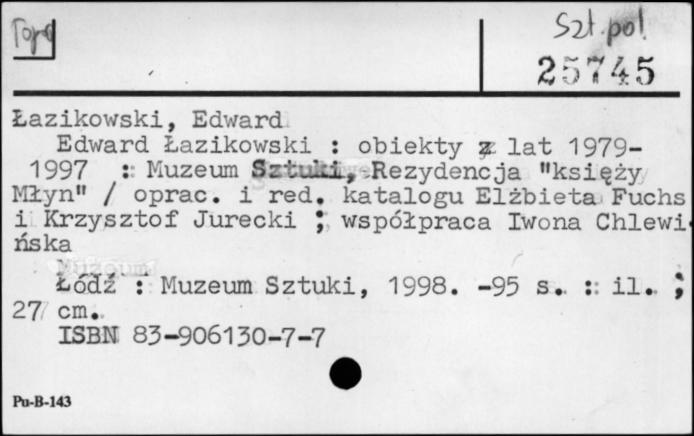 Szt. pol.
25745
Łazikowski, Edward
Edward Łazikowski : obiekty z lat 1979-
1997 : Muzeum Sztuki, Rezydencja "księży
Młyn" / oprac. i red. katalogu Elżbieta Fuchs
i Krzysztof Jurecki ; współpraca Iwona Chlewi-
ńska
Łódź : Muzeum Sztuki, 1998. -95 s. : il. ;
27 cm.
ISBN 83-906130-7-7
Pu-B-143